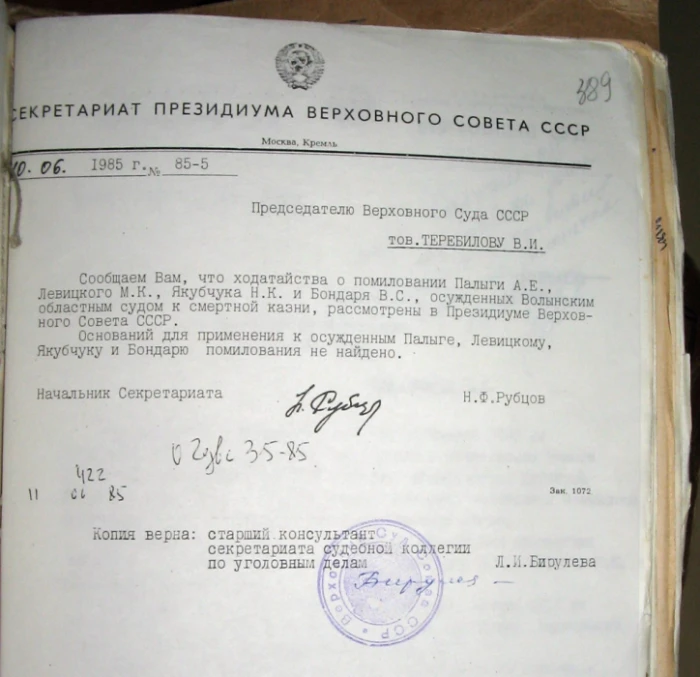 389
СЕКРЕТАРИАТ ПРЕЗИДИУМА ВЕРХОВНОГО СОВЕТА СССР
Москва, Кремль
10.06. 1985 г. № 85-5
Председателю Верховного Суда СССР
тов.ТЕРЕБИЛОВУ В.И.
Сообщаем Вам, что ходатайства о помиловании Палыги А.Е.,
Левицкого М.К., Якубчука Н.К. и Бондаря В.С., осужденных Волынским
областным судом к смертной казни, рассмотрены в Президиуме Верхов-
ного Совета СССР.
Оснований для применения к осужденным Палыге, Левицкому,
Якубчуку и Бондарю помилования не найдено.
Начальник Секретариата Н.Ф.Рубцов
35-85
422
11 06 85
Зак. 1072
Копия верна: старший консультант
секретариата судебной коллегии
по уголовным делам Л.И.Бирулева